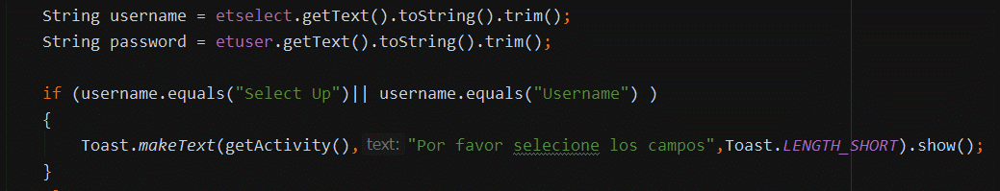 String username = etselect.getText().toString().trim();
String password = etuser.getText().toString().trim();
if (username.equals("Select Up")|| username.equals("Username") )
{
Toast.makeText(getActivity(), text: "Por favor selecione los campos",Toast.LENGTH_SHORT).show();
}